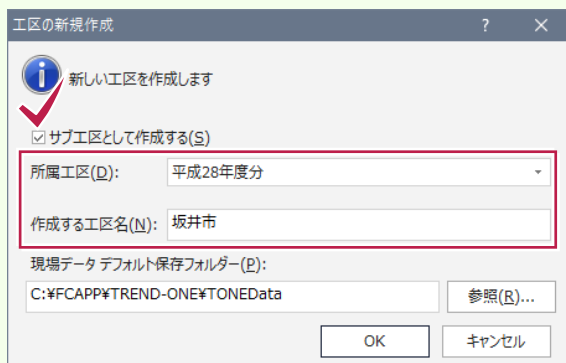 工区の新規作成 ? ×
新しい工区を作成します
サブ工区として作成する(S)
所属工区(D): 平成28年度分
作成する工区名(N): 坂井市
現場データ デフォルト保存フォルダー(P):
C:¥FCAPP¥TREND-ONE¥TONEData 参照(R)...
OK キャンセル